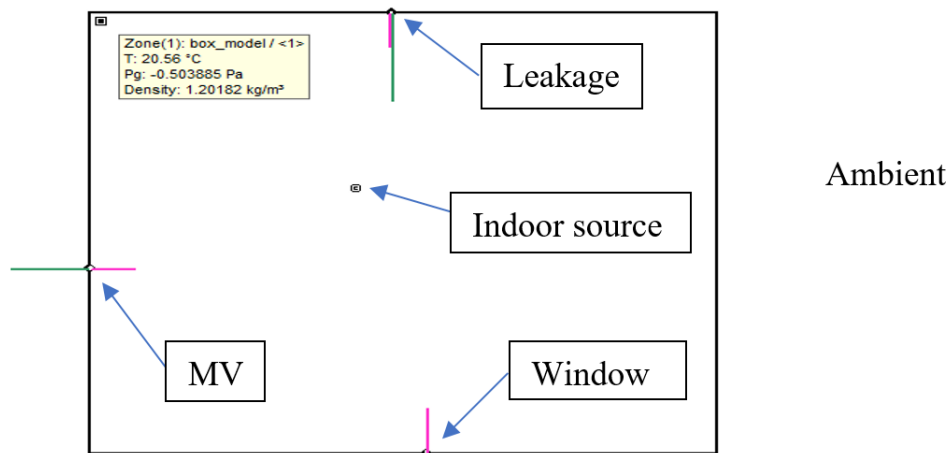 Zone(1): box_model / <1>
T: 20.56 °C
Pg: -0.503885 Pa
Density: 1.20182 kg/m³
Leakage
Ambient
Indoor source
MV
Window